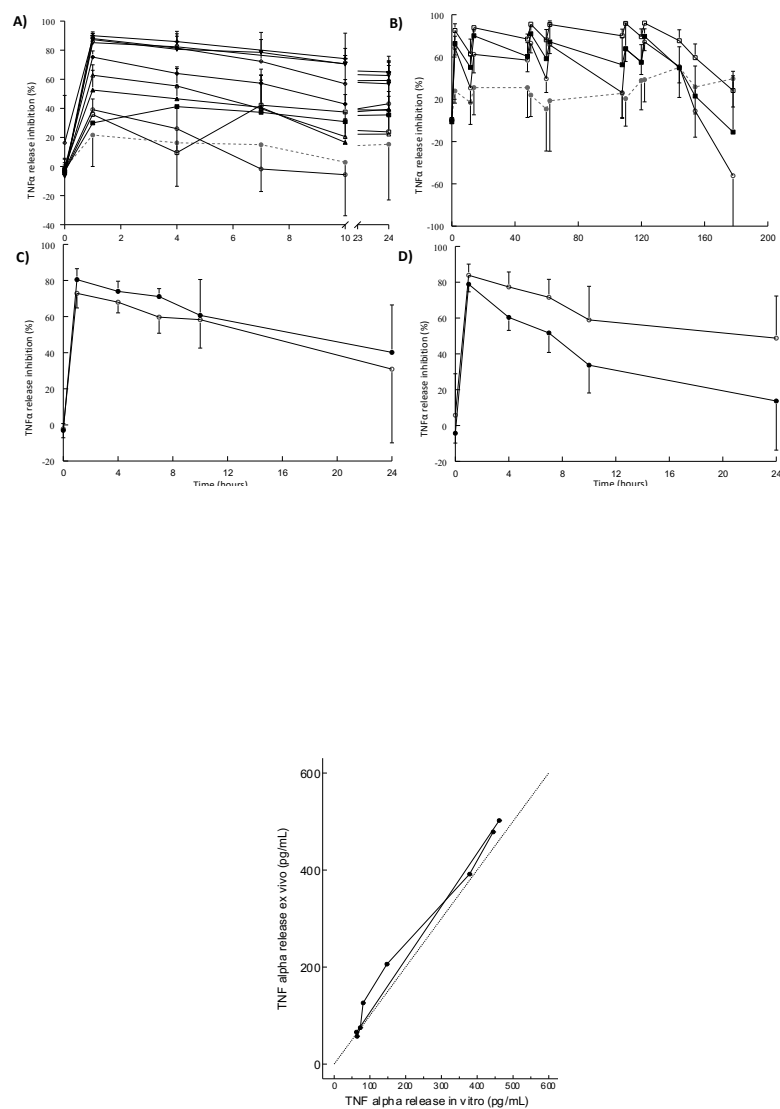 A)
TNFα release inhibition (%)
100
80
60
40
20
0
-20
-40
0 2 4 6 8 10 23 24
B)
TNFα release inhibition (%)
100
60
20
-20
-60
-100
0 40 80 120 160 200
C)
TNFα release inhibition (%)
100
80
60
40
20
0
-20
0 4 8 12 16 20 24
Time (hours)
D)
TNFα release inhibition (%)
100
80
60
40
20
0
-20
0 4 8 12 16 20 24
Time (hours)
TNF alpha release ex vivo (pg/mL)
600
400
200
0
0 100 200 300 400 500 600
TNF alpha release in vitro (pg/mL)